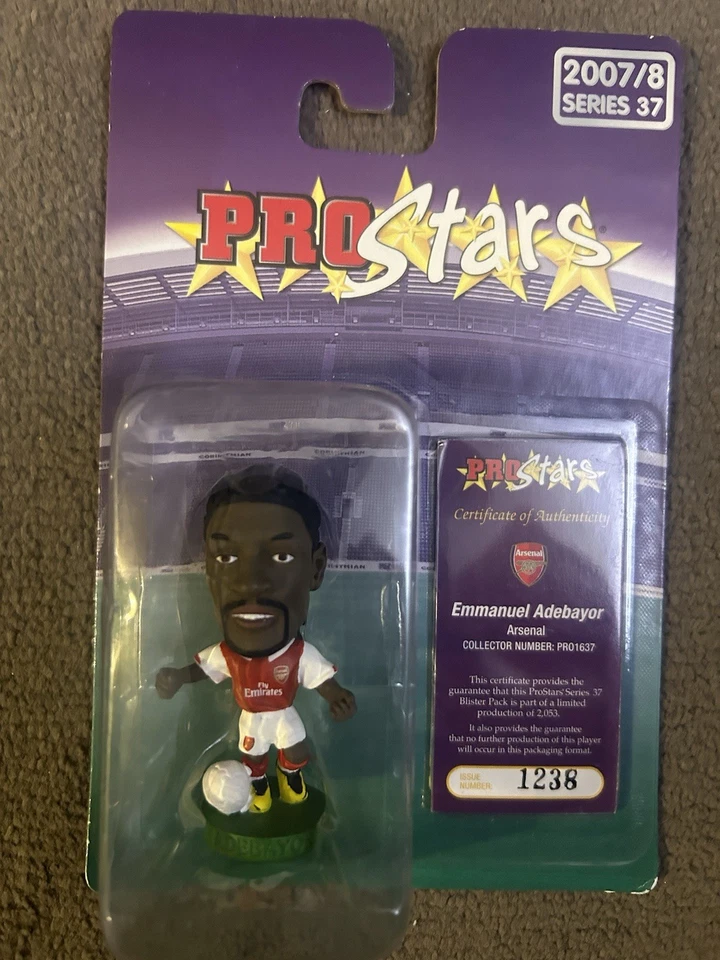 2007/8
SERIES 37
PROStars
CORINTHIAN
CORINTHIAN
PROStars
Certificate of Authenticity
Arsenal
Emmanuel Adebayor
Arsenal
COLLECTOR NUMBER: PRO1637
This certificate provides the
guarantee that this ProStars Series 37
Blister Pack is part of a limited
production of 2,053.
It also provides the guarantee
that no further production of this player
will occur in this packaging format.
ISSUE
NUMBER:
1238
Fly
Emirates
ADEBAYOR